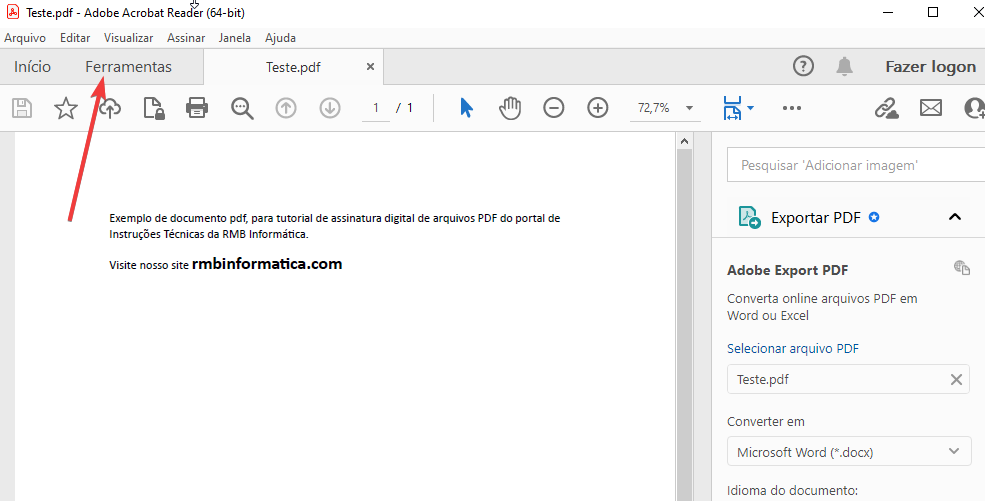 Teste.pdf - Adobe Acrobat Reader (64-bit)
Arquivo Editar Visualizar Assinar Janela Ajuda
Início Ferramentas Teste.pdf Fazer logon
1 / 1 72,7%
Exemplo de documento pdf, para tutorial de assinatura digital de arquivos PDF do portal de
Instruções Técnicas da RMB Informática.
Visite nosso site rmbinformatica.com
Pesquisar 'Adicionar imagem'
Exportar PDF
Adobe Export PDF
Converta online arquivos PDF em
Word ou Excel
Selecionar arquivo PDF
Teste.pdf
Converter em
Microsoft Word (*.docx)
Idioma do documento: